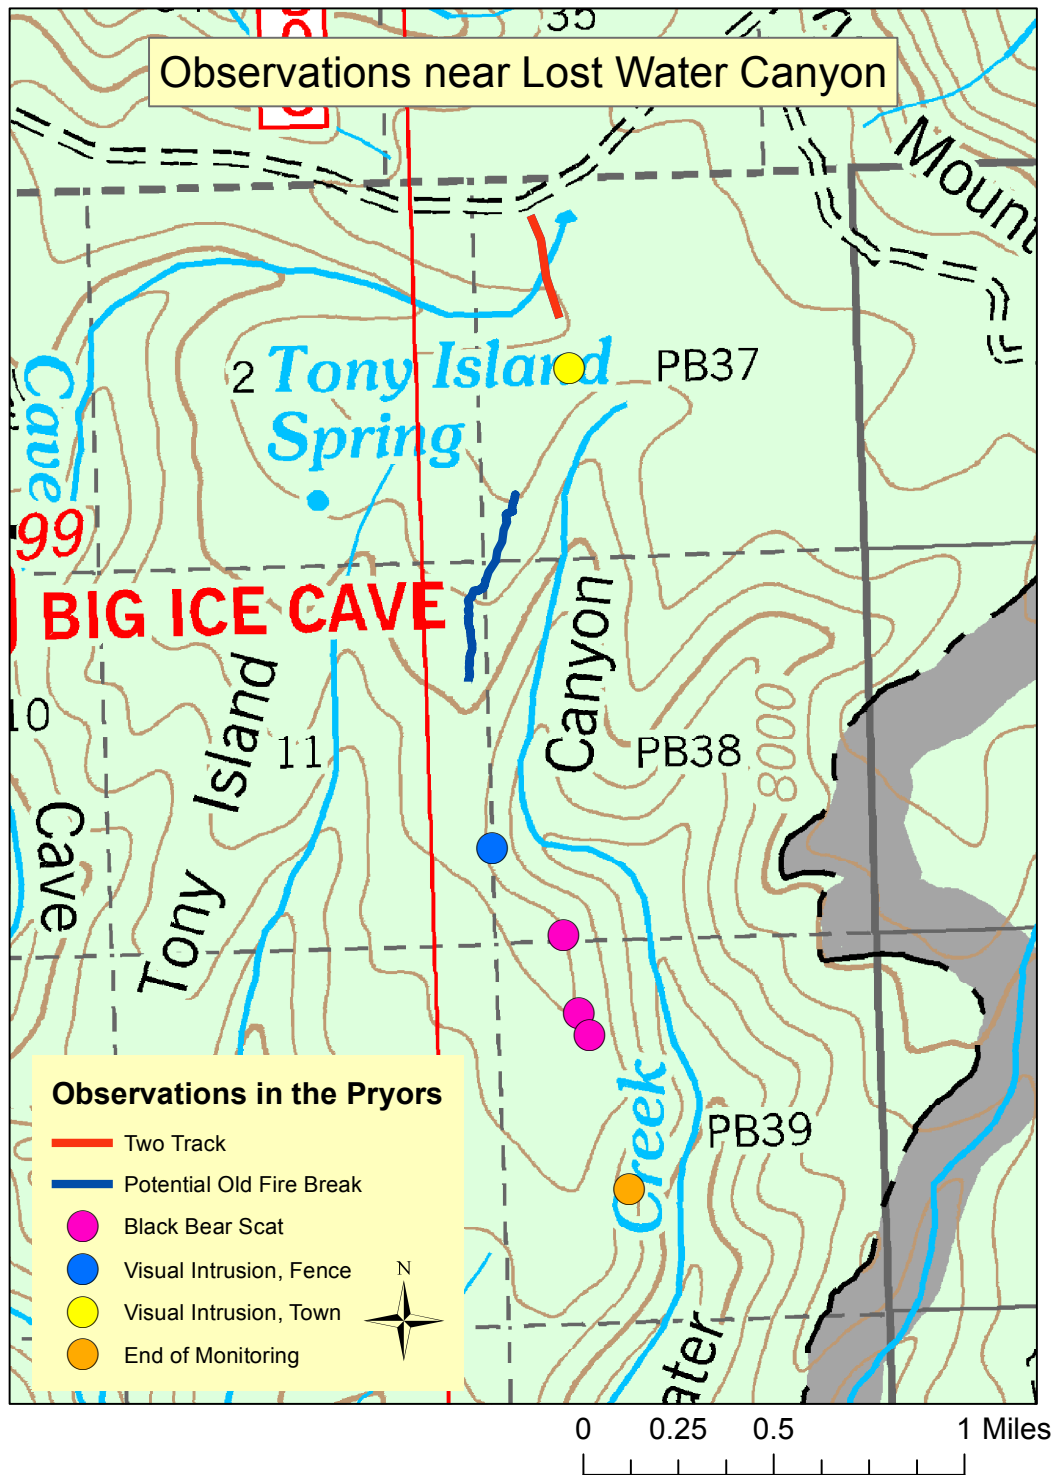 35
Observations near Lost Water Canyon
Mount
Cave
2
Tony Island
Spring
PB37
99
BIG ICE CAVE
Canyon
Tony Island
10
11
PB38
8000
Cave
Creek
PB39
ater
Observations in the Pryors
Two Track
Potential Old Fire Break
Black Bear Scat
Visual Intrusion, Fence
Visual Intrusion, Town
End of Monitoring
N
0 0.25 0.5 1 Miles